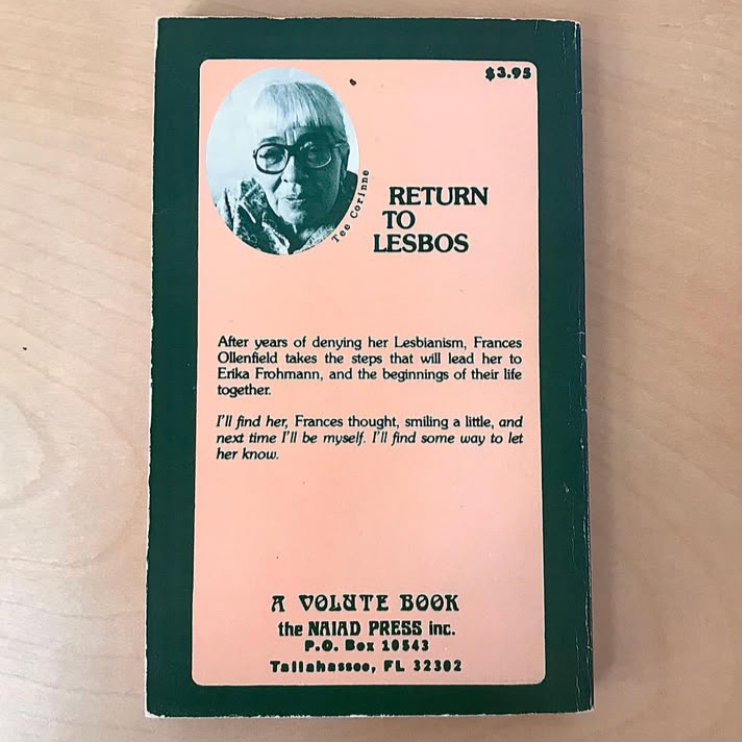 $3.95
Tee Corinne
RETURN
TO
LESBOS
After years of denying her Lesbianism, Frances
Ollenfield takes the steps that will lead her to
Erika Frohmann, and the beginnings of their life
together.
I'll find her, Frances thought, smiling a little, and
next time I'll be myself. I'll find some way to let
her know.
A VOLUTE BOOK
the NAIAD PRESS inc.
P.O. Box 10543
Tallahassee, FL 32302